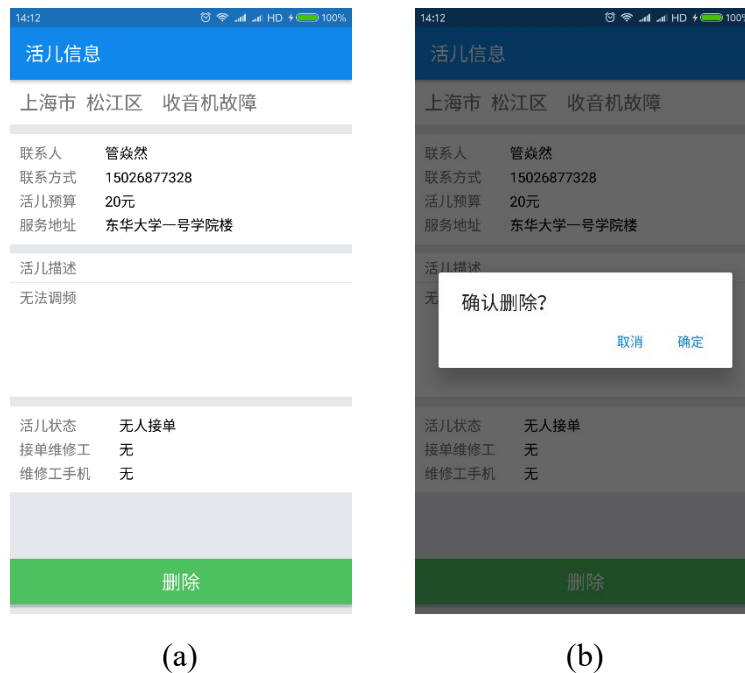 14:12 HD 100%
活儿信息
上海市 松江区 收音机故障
联系人 管焱然
联系方式 15026877328
活儿预算 20元
服务地址 东华大学一号学院楼
活儿描述
无法调频
活儿状态 无人接单
接单维修工 无
维修工手机 无
删除
(a)
14:12 HD 100%
活儿信息
上海市 松江区 收音机故障
联系人 管焱然
联系方式 15026877328
活儿预算 20元
服务地址 东华大学一号学院楼
活儿描述
无
确认删除?
取消 确定
活儿状态 无人接单
接单维修工 无
维修工手机 无
删除
(b)